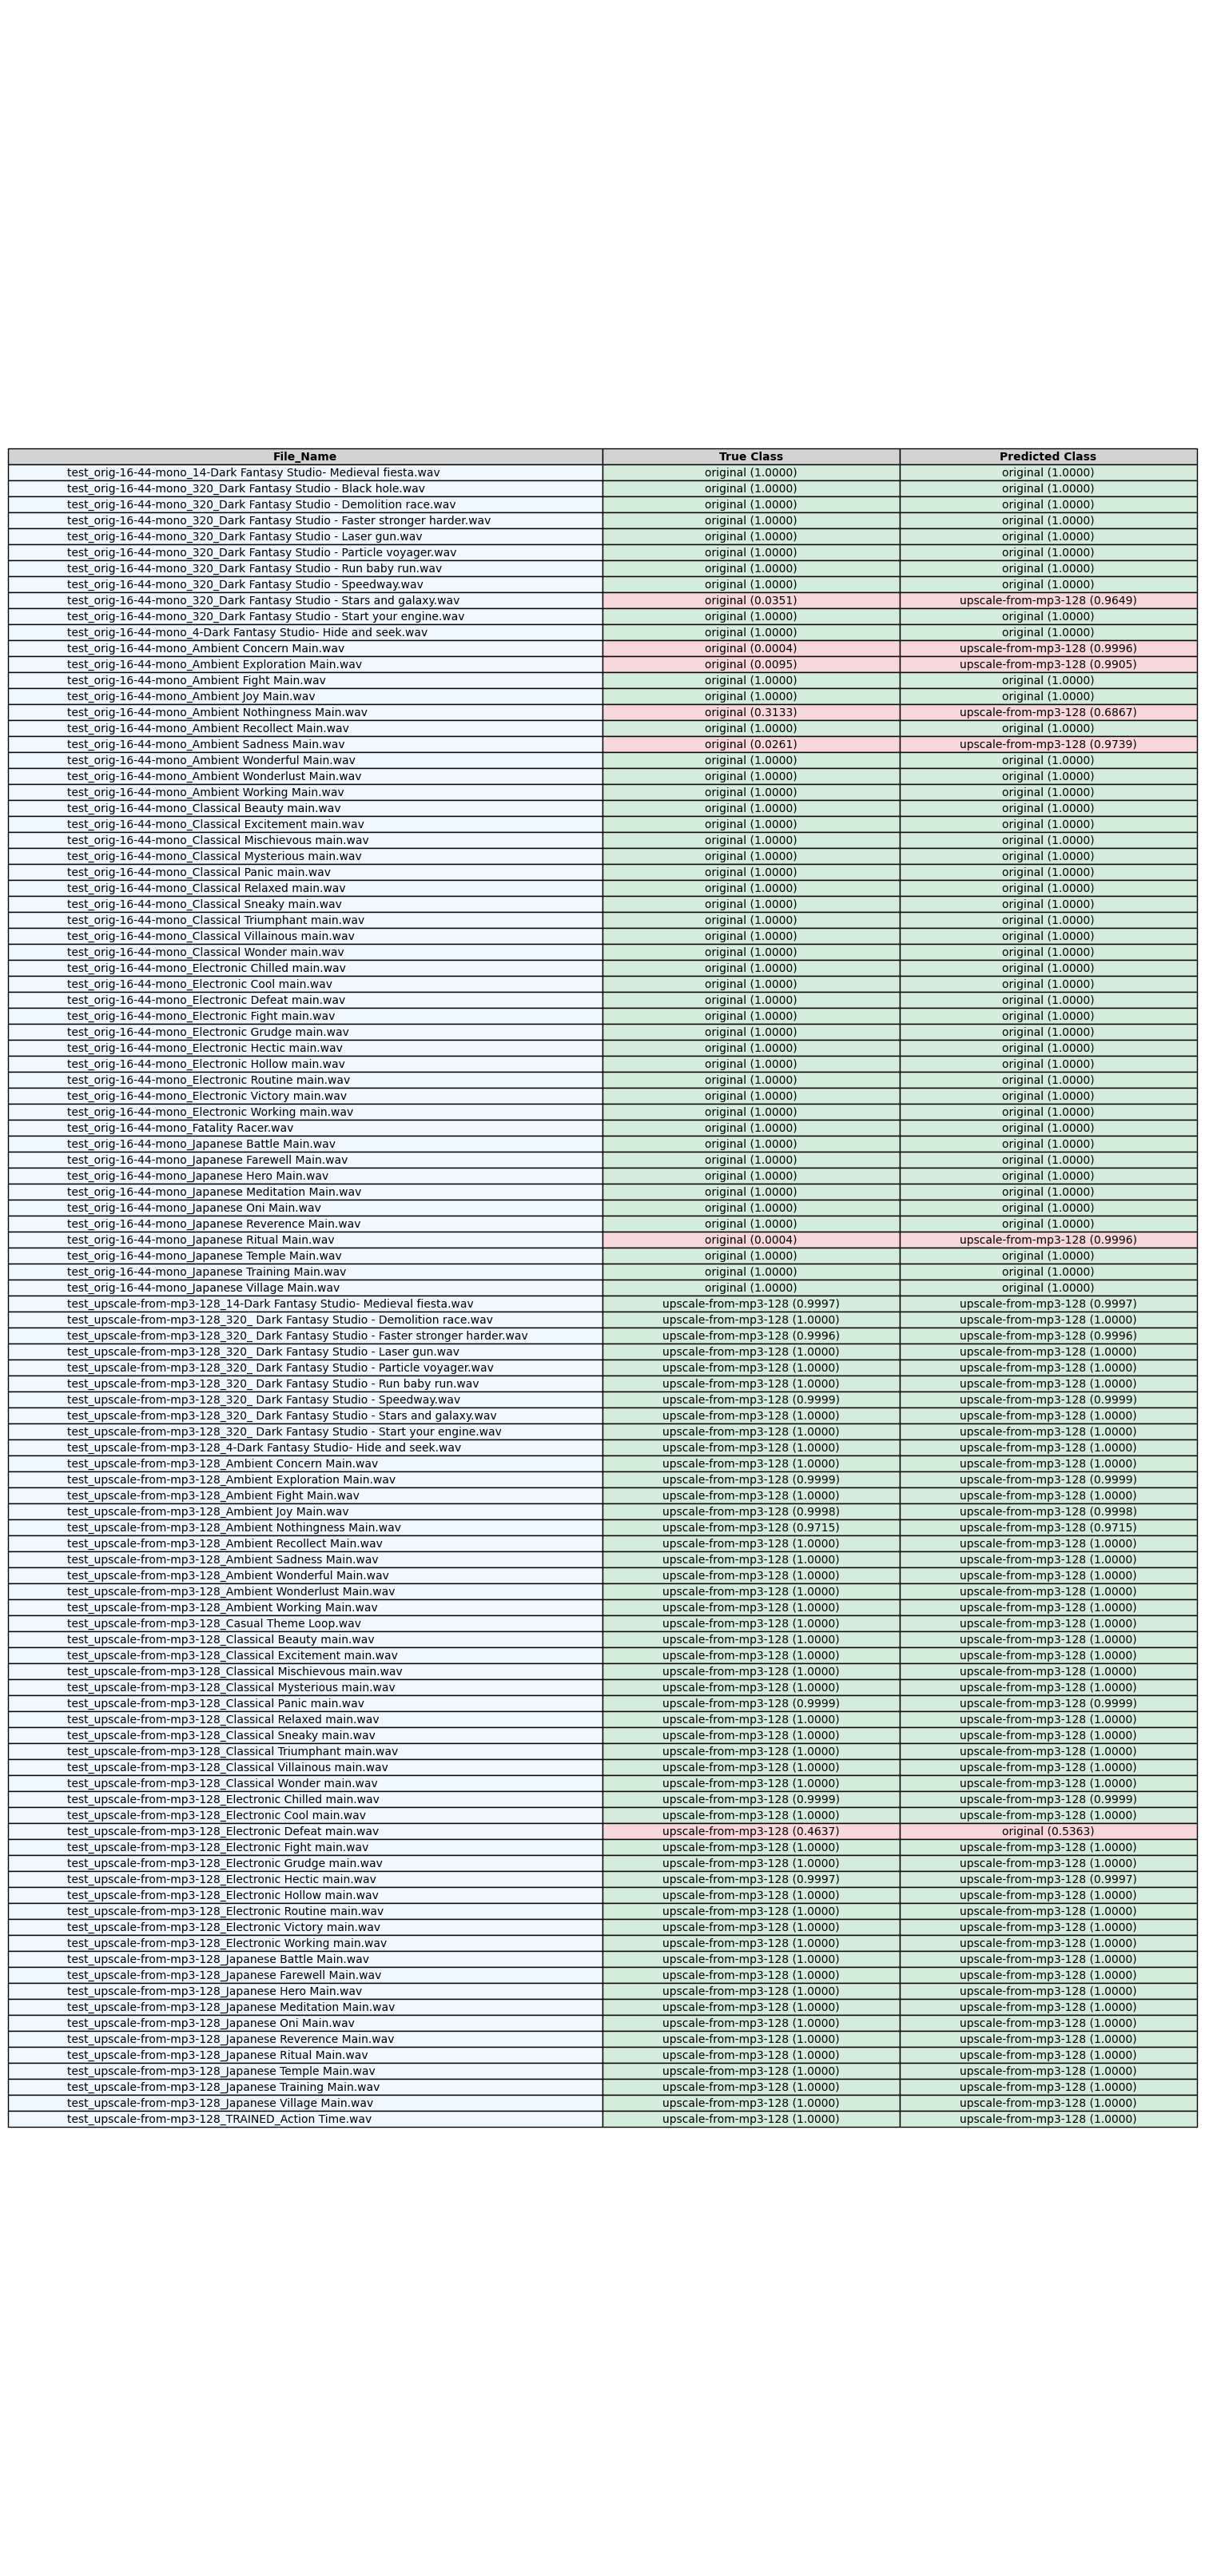 File_Name True Class Predicted Class
test_orig-16-44-mono_14-Dark Fantasy Studio- Medieval fiesta.wav original (1.0000) original (1.0000)
test_orig-16-44-mono_320_Dark Fantasy Studio - Black hole.wav original (1.0000) original (1.0000)
test_orig-16-44-mono_320_Dark Fantasy Studio - Demolition race.wav original (1.0000) original (1.0000)
test_orig-16-44-mono_320_Dark Fantasy Studio - Faster stronger harder.wav original (1.0000) original (1.0000)
test_orig-16-44-mono_320_Dark Fantasy Studio - Laser gun.wav original (1.0000) original (1.0000)
test_orig-16-44-mono_320_Dark Fantasy Studio - Particle voyager.wav original (1.0000) original (1.0000)
test_orig-16-44-mono_320_Dark Fantasy Studio - Run baby run.wav original (1.0000) original (1.0000)
test_orig-16-44-mono_320_Dark Fantasy Studio - Speedway.wav original (1.0000) original (1.0000)
test_orig-16-44-mono_320_Dark Fantasy Studio - Stars and galaxy.wav original (0.0351) upscale-from-mp3-128 (0.9649)
test_orig-16-44-mono_320_Dark Fantasy Studio - Start your engine.wav original (1.0000) original (1.0000)
test_orig-16-44-mono_4-Dark Fantasy Studio- Hide and seek.wav original (1.0000) original (1.0000)
test_orig-16-44-mono_Ambient Concern Main.wav original (0.0004) upscale-from-mp3-128 (0.9996)
test_orig-16-44-mono_Ambient Exploration Main.wav original (0.0095) upscale-from-mp3-128 (0.9905)
test_orig-16-44-mono_Ambient Fight Main.wav original (1.0000) original (1.0000)
test_orig-16-44-mono_Ambient Joy Main.wav original (1.0000) original (1.0000)
test_orig-16-44-mono_Ambient Nothingness Main.wav original (0.3133) upscale-from-mp3-128 (0.6867)
test_orig-16-44-mono_Ambient Recollect Main.wav original (1.0000) original (1.0000)
test_orig-16-44-mono_Ambient Sadness Main.wav original (0.0261) upscale-from-mp3-128 (0.9739)
test_orig-16-44-mono_Ambient Wonderful Main.wav original (1.0000) original (1.0000)
test_orig-16-44-mono_Ambient Wonderlust Main.wav original (1.0000) original (1.0000)
test_orig-16-44-mono_Ambient Working Main.wav original (1.0000) original (1.0000)
test_orig-16-44-mono_Classical Beauty main.wav original (1.0000) original (1.0000)
test_orig-16-44-mono_Classical Excitement main.wav original (1.0000) original (1.0000)
test_orig-16-44-mono_Classical Mischievous main.wav original (1.0000) original (1.0000)
test_orig-16-44-mono_Classical Mysterious main.wav original (1.0000) original (1.0000)
test_orig-16-44-mono_Classical Panic main.wav original (1.0000) original (1.0000)
test_orig-16-44-mono_Classical Relaxed main.wav original (1.0000) original (1.0000)
test_orig-16-44-mono_Classical Sneaky main.wav original (1.0000) original (1.0000)
test_orig-16-44-mono_Classical Triumphant main.wav original (1.0000) original (1.0000)
test_orig-16-44-mono_Classical Villainous main.wav original (1.0000) original (1.0000)
test_orig-16-44-mono_Classical Wonder main.wav original (1.0000) original (1.0000)
test_orig-16-44-mono_Electronic Chilled main.wav original (1.0000) original (1.0000)
test_orig-16-44-mono_Electronic Cool main.wav original (1.0000) original (1.0000)
test_orig-16-44-mono_Electronic Defeat main.wav original (1.0000) original (1.0000)
test_orig-16-44-mono_Electronic Fight main.wav original (1.0000) original (1.0000)
test_orig-16-44-mono_Electronic Grudge main.wav original (1.0000) original (1.0000)
test_orig-16-44-mono_Electronic Hectic main.wav original (1.0000) original (1.0000)
test_orig-16-44-mono_Electronic Hollow main.wav original (1.0000) original (1.0000)
test_orig-16-44-mono_Electronic Routine main.wav original (1.0000) original (1.0000)
test_orig-16-44-mono_Electronic Victory main.wav original (1.0000) original (1.0000)
test_orig-16-44-mono_Electronic Working main.wav original (1.0000) original (1.0000)
test_orig-16-44-mono_Fatality Racer.wav original (1.0000) original (1.0000)
test_orig-16-44-mono_Japanese Battle Main.wav original (1.0000) original (1.0000)
test_orig-16-44-mono_Japanese Farewell Main.wav original (1.0000) original (1.0000)
test_orig-16-44-mono_Japanese Hero Main.wav original (1.0000) original (1.0000)
test_orig-16-44-mono_Japanese Meditation Main.wav original (1.0000) original (1.0000)
test_orig-16-44-mono_Japanese Oni Main.wav original (1.0000) original (1.0000)
test_orig-16-44-mono_Japanese Reverence Main.wav original (1.0000) original (1.0000)
test_orig-16-44-mono_Japanese Ritual Main.wav original (0.0004) upscale-from-mp3-128 (0.9996)
test_orig-16-44-mono_Japanese Temple Main.wav original (1.0000) original (1.0000)
test_orig-16-44-mono_Japanese Training Main.wav original (1.0000) original (1.0000)
test_orig-16-44-mono_Japanese Village Main.wav original (1.0000) original (1.0000)
test_upscale-from-mp3-128_14-Dark Fantasy Studio- Medieval fiesta.wav upscale-from-mp3-128 (0.9997) upscale-from-mp3-128 (0.9997)
test_upscale-from-mp3-128_320_ Dark Fantasy Studio - Demolition race.wav upscale-from-mp3-128 (1.0000) upscale-from-mp3-128 (1.0000)
test_upscale-from-mp3-128_320_ Dark Fantasy Studio - Faster stronger harder.wav upscale-from-mp3-128 (0.9996) upscale-from-mp3-128 (0.9996)
test_upscale-from-mp3-128_320_ Dark Fantasy Studio - Laser gun.wav upscale-from-mp3-128 (1.0000) upscale-from-mp3-128 (1.0000)
test_upscale-from-mp3-128_320_ Dark Fantasy Studio - Particle voyager.wav upscale-from-mp3-128 (1.0000) upscale-from-mp3-128 (1.0000)
test_upscale-from-mp3-128_320_ Dark Fantasy Studio - Run baby run.wav upscale-from-mp3-128 (1.0000) upscale-from-mp3-128 (1.0000)
test_upscale-from-mp3-128_320_ Dark Fantasy Studio - Speedway.wav upscale-from-mp3-128 (0.9999) upscale-from-mp3-128 (0.9999)
test_upscale-from-mp3-128_320_ Dark Fantasy Studio - Stars and galaxy.wav upscale-from-mp3-128 (1.0000) upscale-from-mp3-128 (1.0000)
test_upscale-from-mp3-128_320_ Dark Fantasy Studio - Start your engine.wav upscale-from-mp3-128 (1.0000) upscale-from-mp3-128 (1.0000)
test_upscale-from-mp3-128_4-Dark Fantasy Studio- Hide and seek.wav upscale-from-mp3-128 (1.0000) upscale-from-mp3-128 (1.0000)
test_upscale-from-mp3-128_Ambient Concern Main.wav upscale-from-mp3-128 (1.0000) upscale-from-mp3-128 (1.0000)
test_upscale-from-mp3-128_Ambient Exploration Main.wav upscale-from-mp3-128 (0.9999) upscale-from-mp3-128 (0.9999)
test_upscale-from-mp3-128_Ambient Fight Main.wav upscale-from-mp3-128 (1.0000) upscale-from-mp3-128 (1.0000)
test_upscale-from-mp3-128_Ambient Joy Main.wav upscale-from-mp3-128 (0.9998) upscale-from-mp3-128 (0.9998)
test_upscale-from-mp3-128_Ambient Nothingness Main.wav upscale-from-mp3-128 (0.9715) upscale-from-mp3-128 (0.9715)
test_upscale-from-mp3-128_Ambient Recollect Main.wav upscale-from-mp3-128 (1.0000) upscale-from-mp3-128 (1.0000)
test_upscale-from-mp3-128_Ambient Sadness Main.wav upscale-from-mp3-128 (1.0000) upscale-from-mp3-128 (1.0000)
test_upscale-from-mp3-128_Ambient Wonderful Main.wav upscale-from-mp3-128 (1.0000) upscale-from-mp3-128 (1.0000)
test_upscale-from-mp3-128_Ambient Wonderlust Main.wav upscale-from-mp3-128 (1.0000) upscale-from-mp3-128 (1.0000)
test_upscale-from-mp3-128_Ambient Working Main.wav upscale-from-mp3-128 (1.0000) upscale-from-mp3-128 (1.0000)
test_upscale-from-mp3-128_Casual Theme Loop.wav upscale-from-mp3-128 (1.0000) upscale-from-mp3-128 (1.0000)
test_upscale-from-mp3-128_Classical Beauty main.wav upscale-from-mp3-128 (1.0000) upscale-from-mp3-128 (1.0000)
test_upscale-from-mp3-128_Classical Excitement main.wav upscale-from-mp3-128 (1.0000) upscale-from-mp3-128 (1.0000)
test_upscale-from-mp3-128_Classical Mischievous main.wav upscale-from-mp3-128 (1.0000) upscale-from-mp3-128 (1.0000)
test_upscale-from-mp3-128_Classical Mysterious main.wav upscale-from-mp3-128 (1.0000) upscale-from-mp3-128 (1.0000)
test_upscale-from-mp3-128_Classical Panic main.wav upscale-from-mp3-128 (0.9999) upscale-from-mp3-128 (0.9999)
test_upscale-from-mp3-128_Classical Relaxed main.wav upscale-from-mp3-128 (1.0000) upscale-from-mp3-128 (1.0000)
test_upscale-from-mp3-128_Classical Sneaky main.wav upscale-from-mp3-128 (1.0000) upscale-from-mp3-128 (1.0000)
test_upscale-from-mp3-128_Classical Triumphant main.wav upscale-from-mp3-128 (1.0000) upscale-from-mp3-128 (1.0000)
test_upscale-from-mp3-128_Classical Villainous main.wav upscale-from-mp3-128 (1.0000) upscale-from-mp3-128 (1.0000)
test_upscale-from-mp3-128_Classical Wonder main.wav upscale-from-mp3-128 (1.0000) upscale-from-mp3-128 (1.0000)
test_upscale-from-mp3-128_Electronic Chilled main.wav upscale-from-mp3-128 (0.9999) upscale-from-mp3-128 (0.9999)
test_upscale-from-mp3-128_Electronic Cool main.wav upscale-from-mp3-128 (1.0000) upscale-from-mp3-128 (1.0000)
test_upscale-from-mp3-128_Electronic Defeat main.wav upscale-from-mp3-128 (0.4637) original (0.5363)
test_upscale-from-mp3-128_Electronic Fight main.wav upscale-from-mp3-128 (1.0000) upscale-from-mp3-128 (1.0000)
test_upscale-from-mp3-128_Electronic Grudge main.wav upscale-from-mp3-128 (1.0000) upscale-from-mp3-128 (1.0000)
test_upscale-from-mp3-128_Electronic Hectic main.wav upscale-from-mp3-128 (0.9997) upscale-from-mp3-128 (0.9997)
test_upscale-from-mp3-128_Electronic Hollow main.wav upscale-from-mp3-128 (1.0000) upscale-from-mp3-128 (1.0000)
test_upscale-from-mp3-128_Electronic Routine main.wav upscale-from-mp3-128 (1.0000) upscale-from-mp3-128 (1.0000)
test_upscale-from-mp3-128_Electronic Victory main.wav upscale-from-mp3-128 (1.0000) upscale-from-mp3-128 (1.0000)
test_upscale-from-mp3-128_Electronic Working main.wav upscale-from-mp3-128 (1.0000) upscale-from-mp3-128 (1.0000)
test_upscale-from-mp3-128_Japanese Battle Main.wav upscale-from-mp3-128 (1.0000) upscale-from-mp3-128 (1.0000)
test_upscale-from-mp3-128_Japanese Farewell Main.wav upscale-from-mp3-128 (1.0000) upscale-from-mp3-128 (1.0000)
test_upscale-from-mp3-128_Japanese Hero Main.wav upscale-from-mp3-128 (1.0000) upscale-from-mp3-128 (1.0000)
test_upscale-from-mp3-128_Japanese Meditation Main.wav upscale-from-mp3-128 (1.0000) upscale-from-mp3-128 (1.0000)
test_upscale-from-mp3-128_Japanese Oni Main.wav upscale-from-mp3-128 (1.0000) upscale-from-mp3-128 (1.0000)
test_upscale-from-mp3-128_Japanese Reverence Main.wav upscale-from-mp3-128 (1.0000) upscale-from-mp3-128 (1.0000)
test_upscale-from-mp3-128_Japanese Ritual Main.wav upscale-from-mp3-128 (1.0000) upscale-from-mp3-128 (1.0000)
test_upscale-from-mp3-128_Japanese Temple Main.wav upscale-from-mp3-128 (1.0000) upscale-from-mp3-128 (1.0000)
test_upscale-from-mp3-128_Japanese Training Main.wav upscale-from-mp3-128 (1.0000) upscale-from-mp3-128 (1.0000)
test_upscale-from-mp3-128_Japanese Village Main.wav upscale-from-mp3-128 (1.0000) upscale-from-mp3-128 (1.0000)
test_upscale-from-mp3-128_TRAINED_Action Time.wav upscale-from-mp3-128 (1.0000) upscale-from-mp3-128 (1.0000)